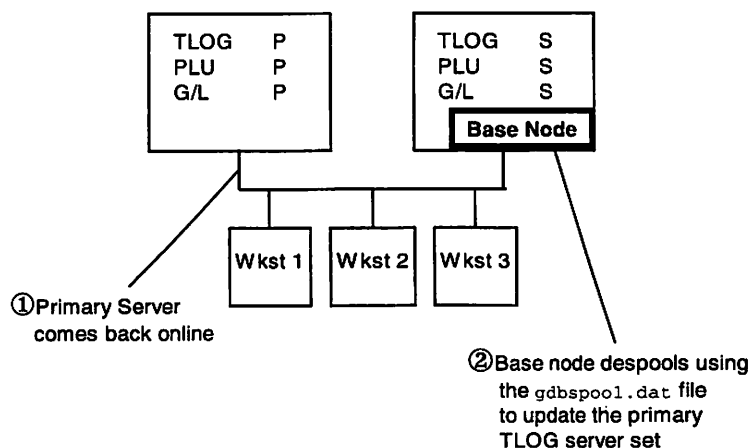 TLOG P
PLU P
G/L P
TLOG S
PLU S
G/L S
Base Node
Wkst 1
Wkst 2
Wkst 3
①Primary Server
comes back online
②Base node despools using
the gdbspool.dat file
to update the primary
TLOG server set